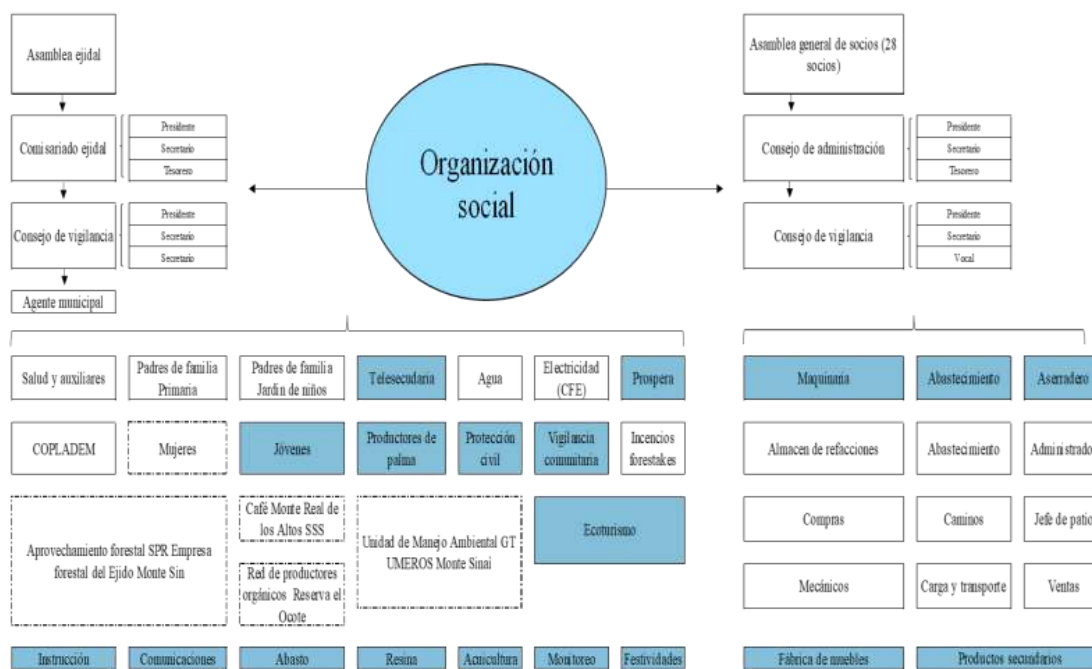 Asamblea ejidal
Comisariado ejidal
Presidente
Secretario
Tesorero
Consejo de vigilancia
Presidente
Secretario
Secretario
Agente municipal
Organización
social
Asamblea general de socios (28
socios)
Consejo de administración
Presidente
Secretario
Tesorero
Consejo de vigilancia
Presidente
Secretario
Vocal
Salud y auxiliares
Padres de familia
Primaria
Padres de familia
Jardin de niños
Telesecudaria
Agua
Electricidad
(CFE)
Prospera
COPLADEM
Mujeres
Jóvenes
Productores de
palma
Protección
civil
Vigilancia
comunitaria
Incencios
forestakes
Aprovechamiento forestal SPR Empresa
forestal del Ejido Monte Sin
Café Monte Real de
los Altos SSS
Red de productores
orgánicos Reserva el
Ocote
Unidad de Manejo Ambiental GT
UMEROS Monte Sinaí
Ecoturismo
Instrucción
Comunicaciones
Abasto
Resina
Acuicultura
Monitoreo
Festividades
Maquinaria
Abastecimiento
Aserradero
Almacen de refacciones
Abastecimiento
Administrado
Compras
Caminos
Jefe de patio
Mecánicos
Carga y transporte
Ventas
Fábrica de muebles
Productos secundarios